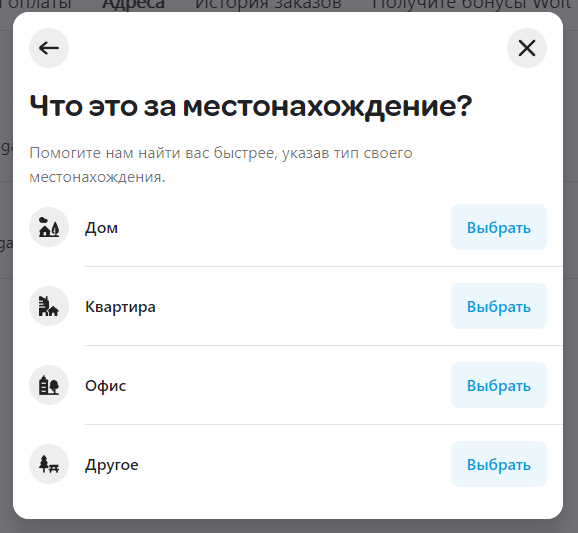 оплаты Адреса История заказов Получите бонусы Wolt
Что это за местонахождение?
Помогите нам найти вас быстрее, указав тип своего
местонахождения.
Дом Выбрать
Квартира Выбрать
Офис Выбрать
Другое Выбрать